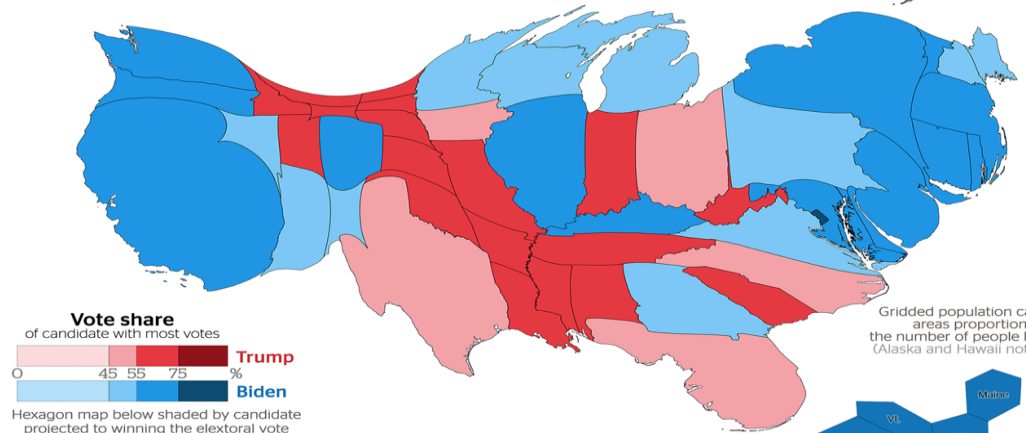 Vote share
of candidate with most votes
Trump
0 45 55 75 %
Biden
Hexagon map below shaded by candidate
projected to winning the elextoral vote
Gridded population
areas proportion
the number of people
(Alaska and Hawaii
Maine
Vt.